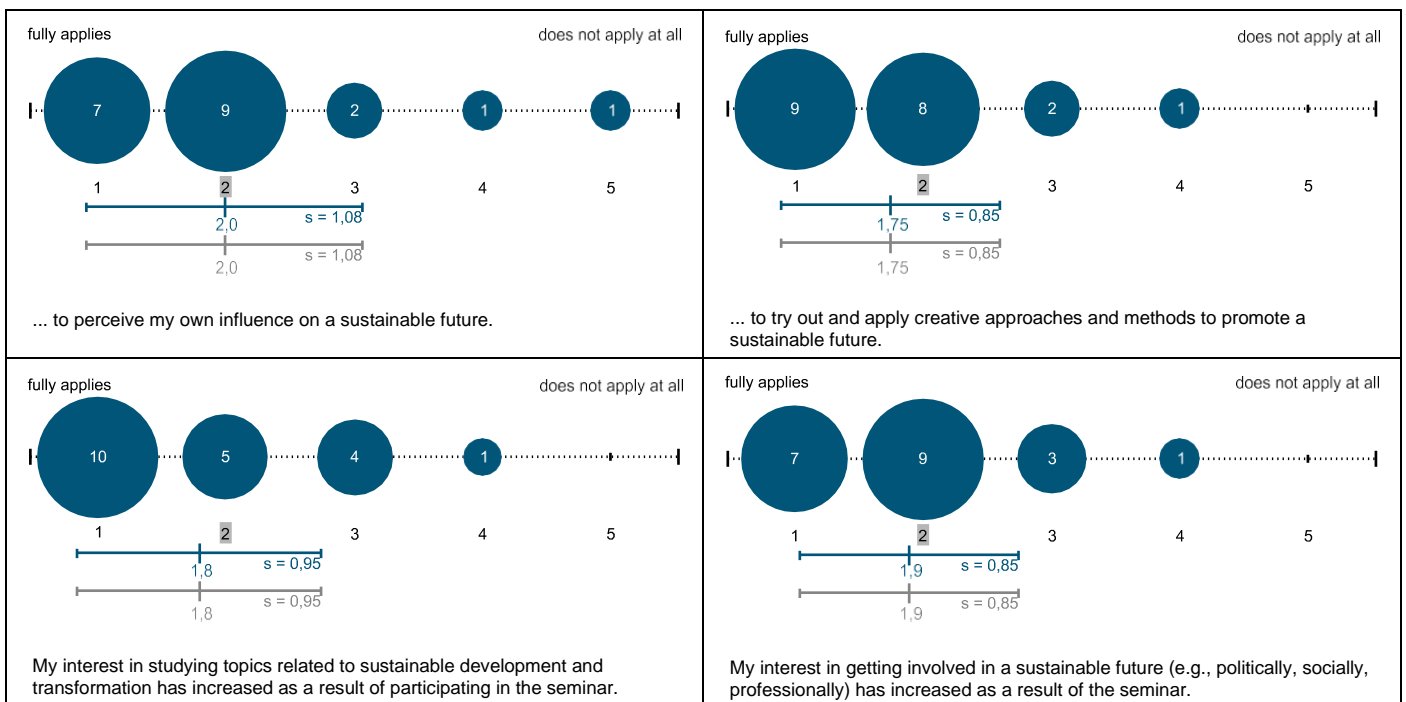 fully applies
does not apply at all
7
9
2
1
1
1
2
3
4
5
2,0
s = 1,08
2,0
s = 1,08
... to perceive my own influence on a sustainable future.
fully applies
does not apply at all
9
8
2
1
1
2
3
4
5
1,75
s = 0,85
1,75
s = 0,85
... to try out and apply creative approaches and methods to promote a
sustainable future.
fully applies
does not apply at all
10
5
4
1
1
2
3
4
5
1,8
s = 0,95
1,8
s = 0,95
My interest in studying topics related to sustainable development and
transformation has increased as a result of participating in the seminar.
fully applies
does not apply at all
7
9
3
1
1
2
3
4
5
1,9
s = 0,85
1,9
s = 0,85
My interest in getting involved in a sustainable future (e.g., politically, socially,
professionally) has increased as a result of the seminar.